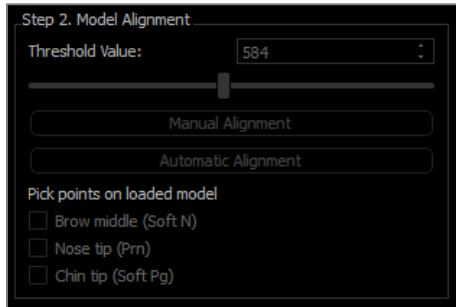 Step 2. Model Alignment
Threshold Value: 584
Manual Alignment
Automatic Alignment
Pick points on loaded model
Brow middle (Soft N)
Nose tip (Prn)
Chin tip (Soft Pg)